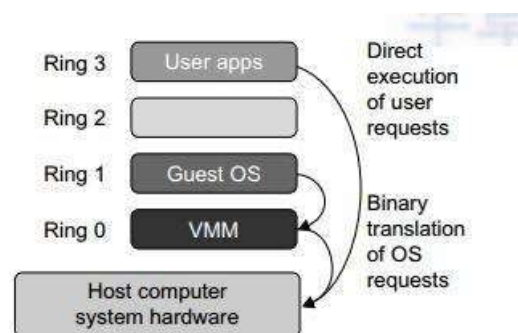 Ring 3
User apps
Ring 2
Ring 1
Guest OS
Ring 0
VMM
Host computer
system hardware
Direct
execution
of user
requests
Binary
translation
of OS
requests